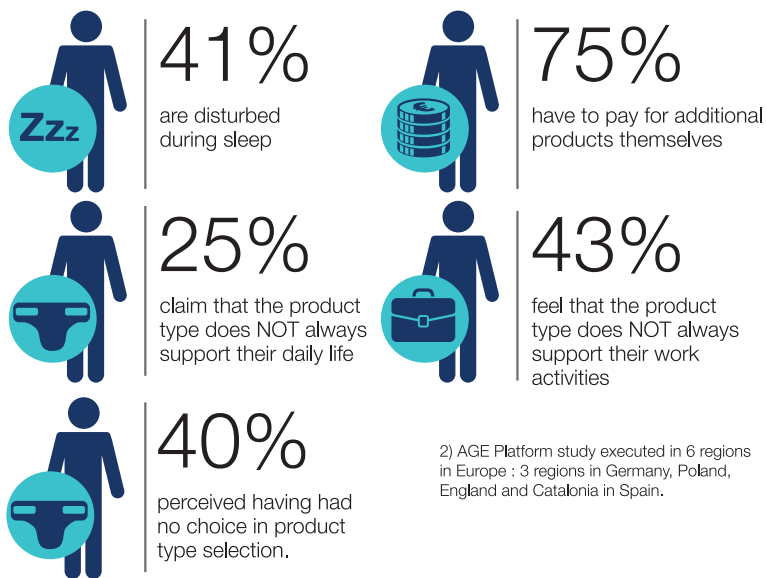 Zzz
41%
are disturbed
during sleep
€
75%
have to pay for additional
products themselves
25%
claim that the product
type does NOT always
support their daily life
43%
feel that the product
type does NOT always
support their work
activities
40%
perceived having had
no choice in product
type selection.
2) AGE Platform study executed in 6 regions
in Europe : 3 regions in Germany, Poland,
England and Catalonia in Spain.